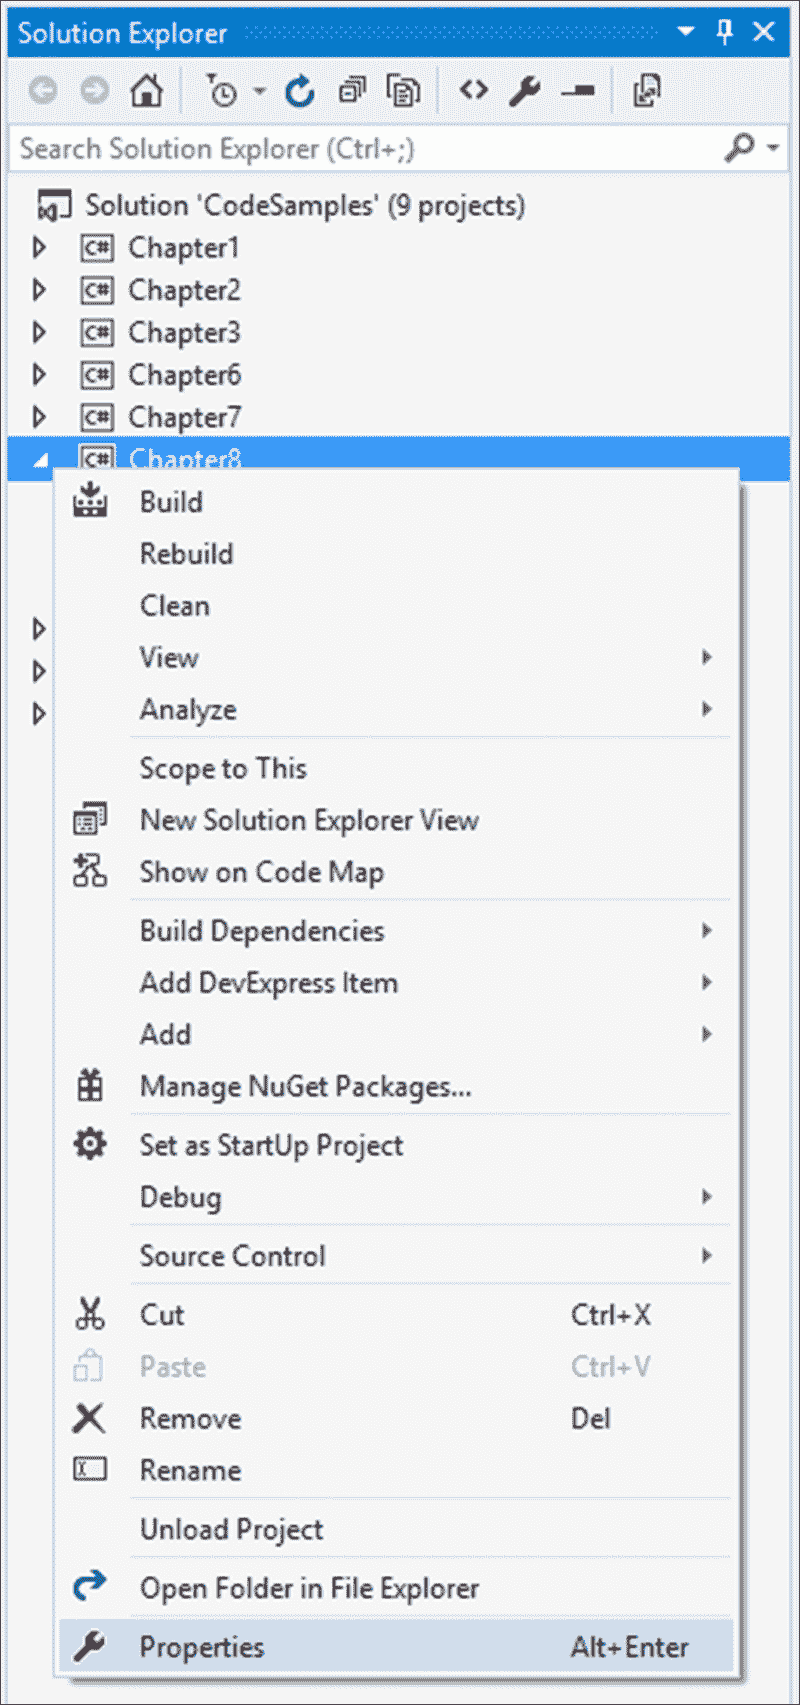 Solution Explorer
Search Solution Explorer (Ctrl+;)
Solution 'CodeSamples' (9 projects)
C# Chapter1
C# Chapter2
C# Chapter3
C# Chapter6
C# Chapter7
C# Chapter8
Build
Rebuild
Clean
View
Analyze
Scope to This
New Solution Explorer View
Show on Code Map
Build Dependencies
Add DevExpress Item
Add
Manage NuGet Packages...
Set as StartUp Project
Debug
Source Control
Cut Ctrl+X
Paste Ctrl+V
Remove Del
Rename
Unload Project
Open Folder in File Explorer
Properties Alt+Enter